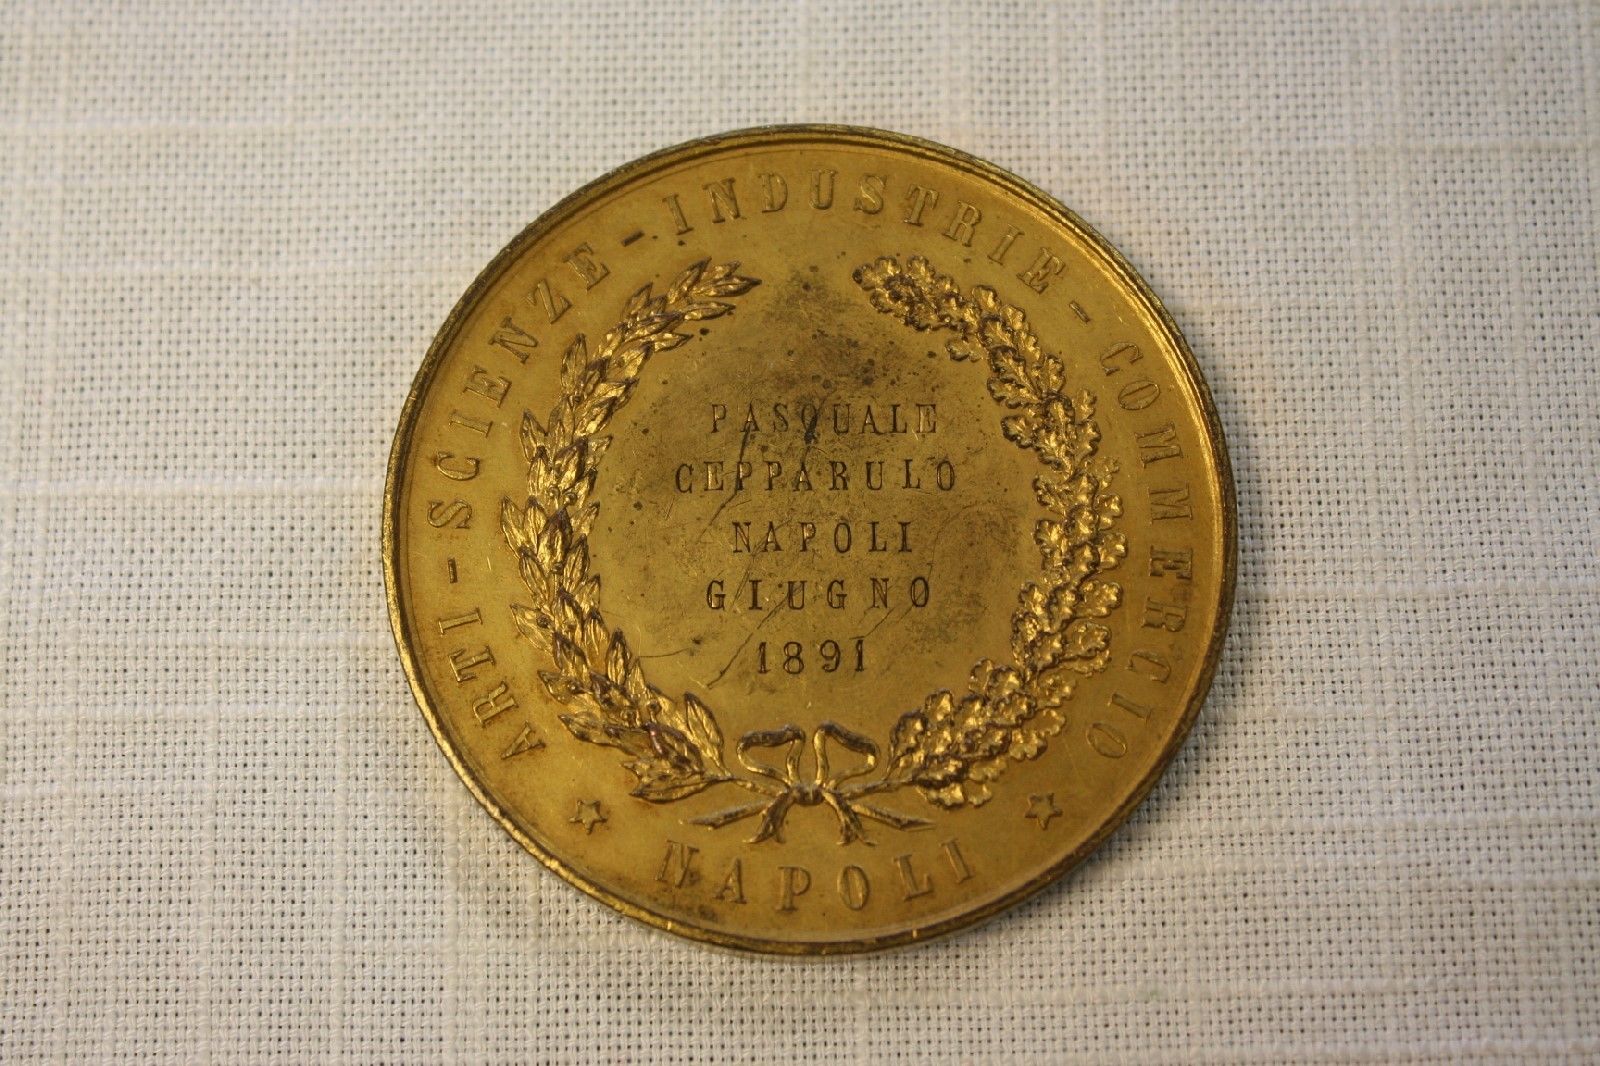 ARTI-SCIENZE-INDUSTRIE-COMMERCIO
PASQUALE
CEPPARULO
NAPOLI
GIUGNO
1891
NAPOLI